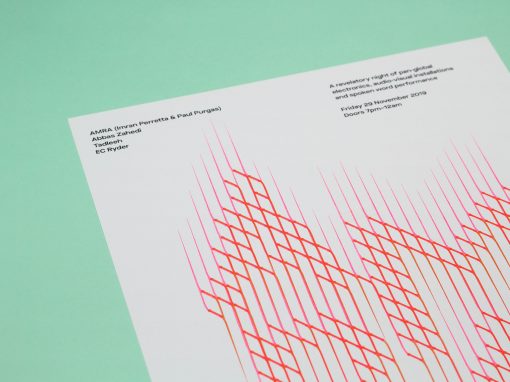 AMRA (Imran Perretta & Paul Purgas)
Abbas Zahedi
Tadleeh
EC Ryder
A revelatory night of pan-global
electronics, audio-visual installations
and spoken word performance
Friday 29 November 2019
Doors 7pm–12am